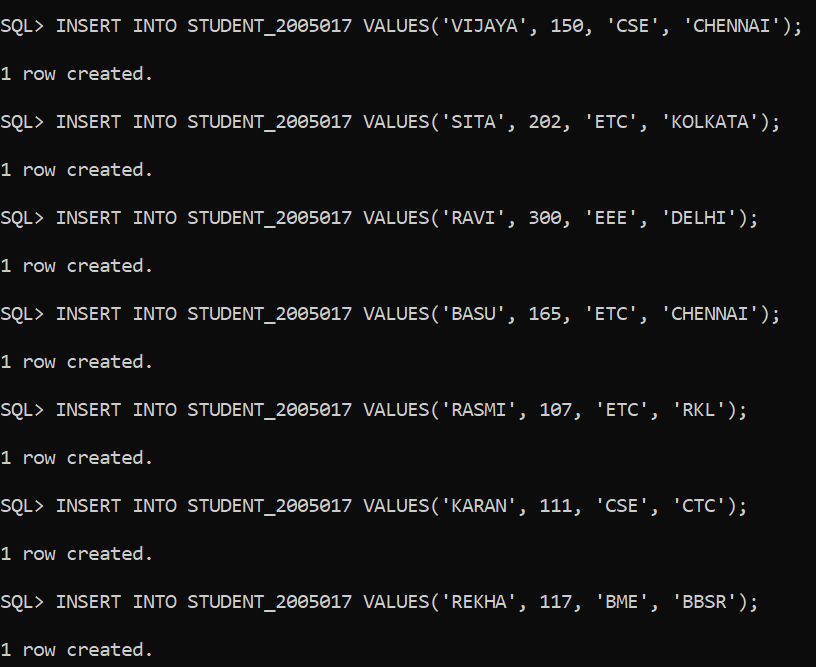 SQL> INSERT INTO STUDENT_2005017 VALUES('VIJAYA', 150, 'CSE', 'CHENNAI');
1 row created.
SQL> INSERT INTO STUDENT_2005017 VALUES('SITA', 202, 'ETC', 'KOLKATA');
1 row created.
SQL> INSERT INTO STUDENT_2005017 VALUES('RAVI', 300, 'EEE', 'DELHI');
1 row created.
SQL> INSERT INTO STUDENT_2005017 VALUES('BASU', 165, 'ETC', 'CHENNAI');
1 row created.
SQL> INSERT INTO STUDENT_2005017 VALUES('RASMI', 107, 'ETC', 'RKL');
1 row created.
SQL> INSERT INTO STUDENT_2005017 VALUES('KARAN', 111, 'CSE', 'CTC');
1 row created.
SQL> INSERT INTO STUDENT_2005017 VALUES('REKHA', 117, 'BME', 'BBSR');
1 row created.